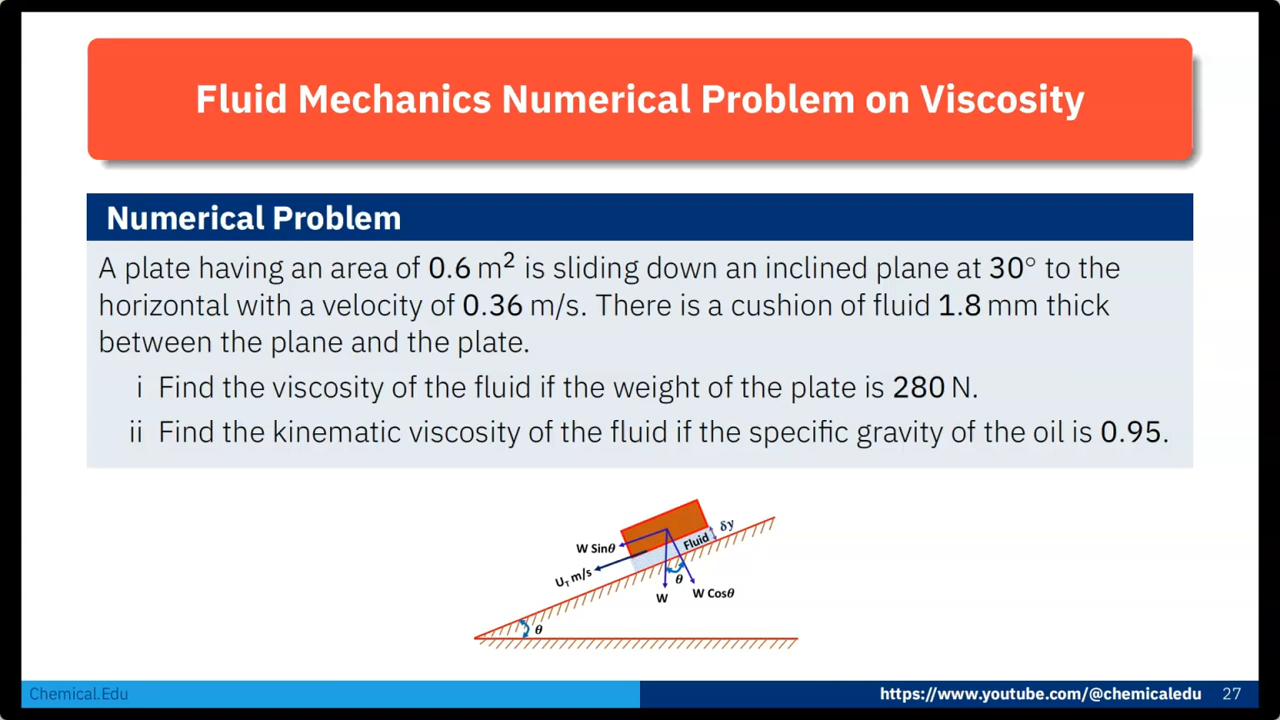 Fluid Mechanics Numerical Problem on Viscosity
Numerical Problem
A plate having an area of 0.6 m² is sliding down an inclined plane at 30° to the
horizontal with a velocity of 0.36 m/s. There is a cushion of fluid 1.8 mm thick
between the plane and the plate.
i Find the viscosity of the fluid if the weight of the plate is 280 N.
ii Find the kinematic viscosity of the fluid if the specific gravity of the oil is 0.95.
δy
Fluid
W Sinθ
U_T m/s
θ
W
W Cosθ
θ
Chemical.Edu
https://www.youtube.com/@chemicaledu 27